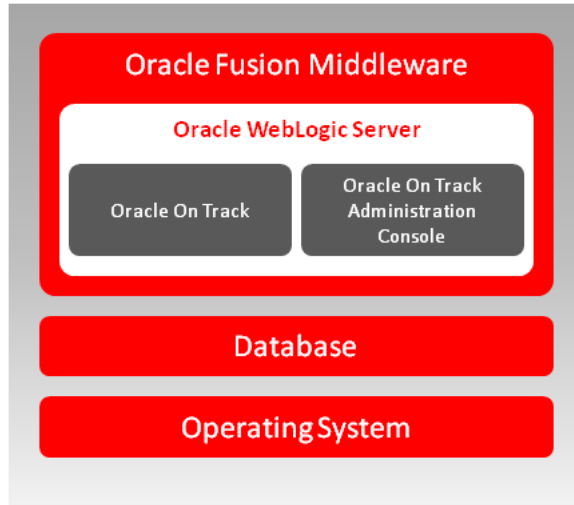 Oracle Fusion Middleware
Oracle WebLogic Server
Oracle On Track
Oracle On Track
Administration
Console
Database
Operating System